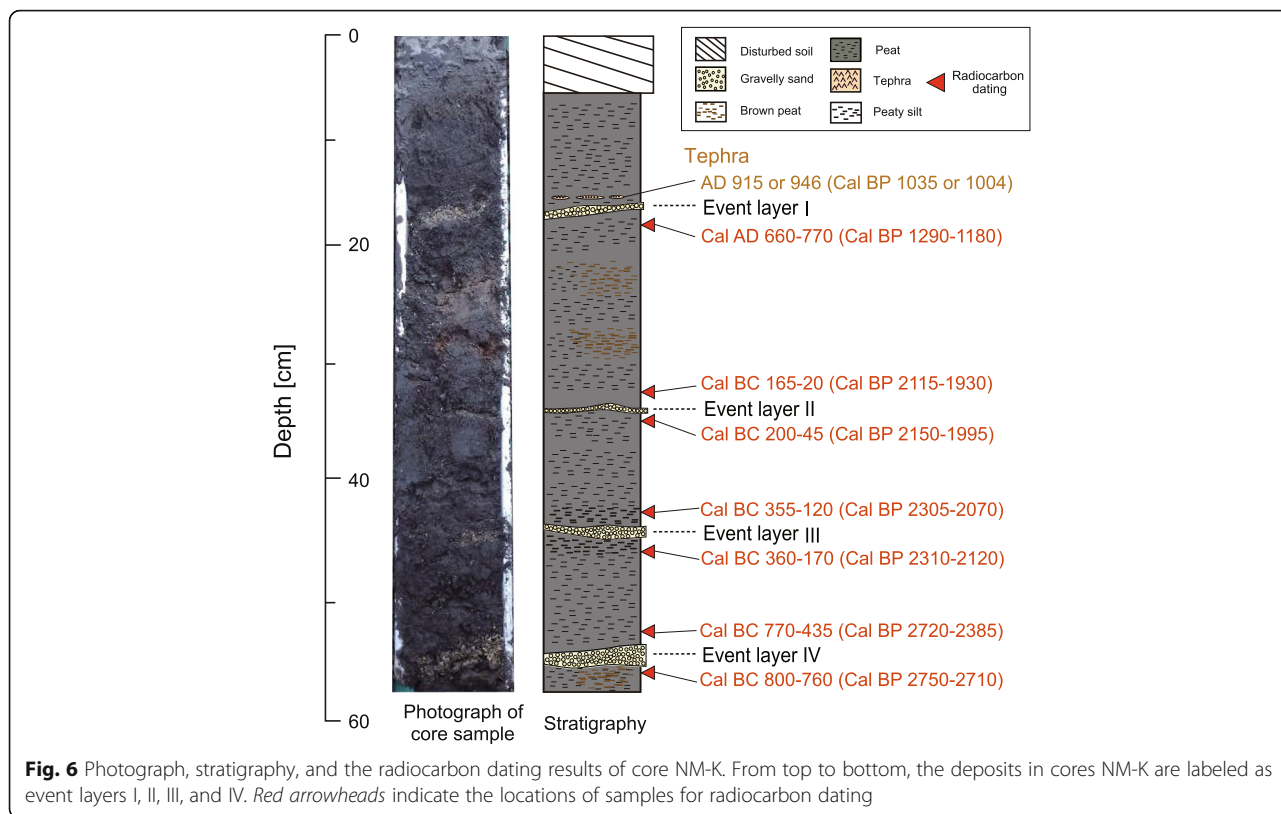 0
20
40
60
Depth [cm]
Disturbed soil
Peat
Gravelly sand
Tephra
Radiocarbon
dating
Brown peat
Peaty silt
Tephra
AD 915 or 946 (Cal BP 1035 or 1004)
Event layer I
Cal AD 660-770 (Cal BP 1290-1180)
Cal BC 165-20 (Cal BP 2115-1930)
Event layer II
Cal BC 200-45 (Cal BP 2150-1995)
Cal BC 355-120 (Cal BP 2305-2070)
Event layer III
Cal BC 360-170 (Cal BP 2310-2120)
Cal BC 770-435 (Cal BP 2720-2385)
Event layer IV
Cal BC 800-760 (Cal BP 2750-2710)
Photograph of
core sample
Stratigraphy
Fig. 6 Photograph, stratigraphy, and the radiocarbon dating results of core NM-K. From top to bottom, the deposits in cores NM-K are labeled as
event layers I, II, III, and IV. Red arrowheads indicate the locations of samples for radiocarbon dating